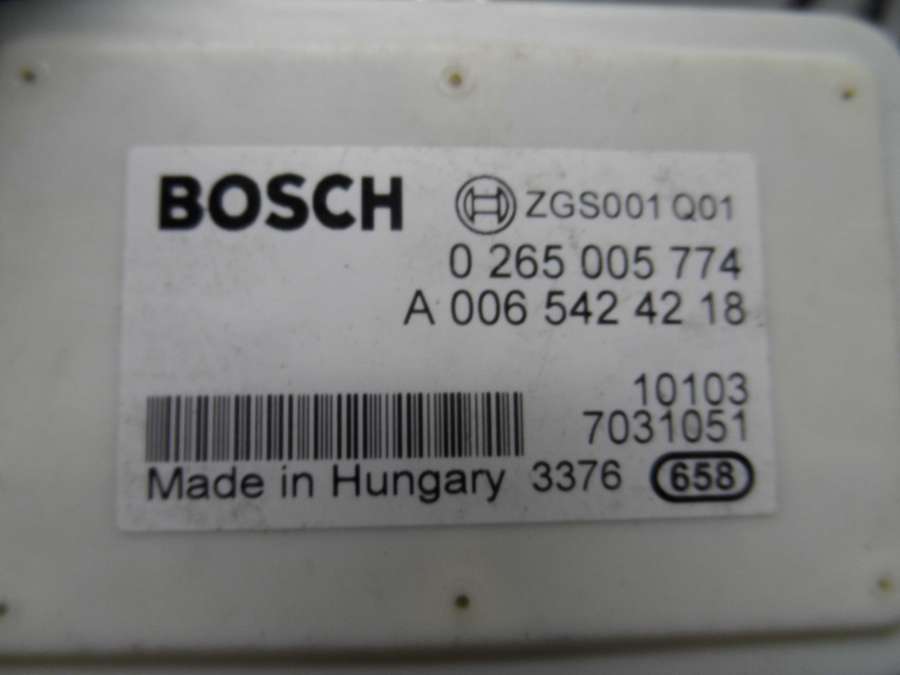 BOSCH ZGS001 Q01
0 265 005 774
A 006 542 42 18
10103
7031051
Made in Hungary 3376 658